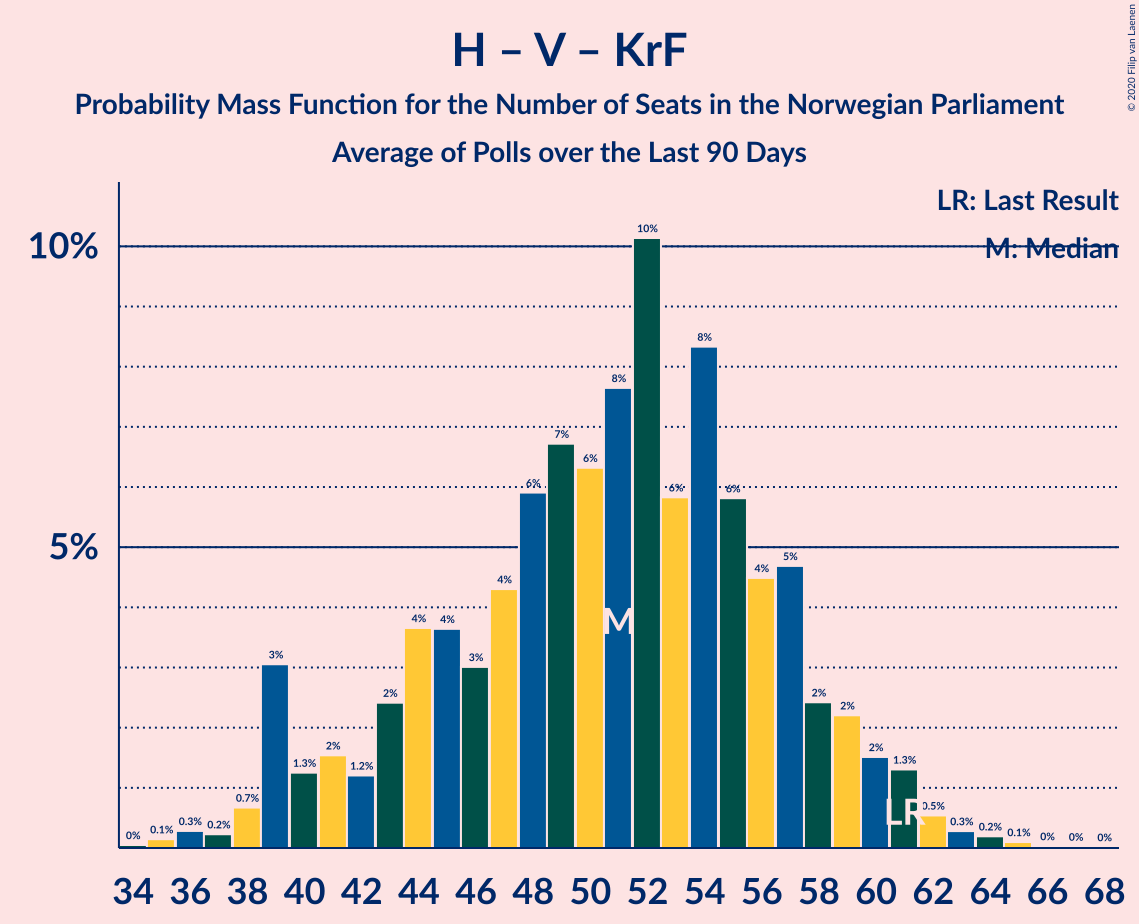 H – V – KrF
Probability Mass Function for the Number of Seats in the Norwegian Parliament
Average of Polls over the Last 90 Days
© 2020 Filip van Laenen
LR: Last Result
M: Median
10%
5%
0% 0.1% 0.3% 0.2% 0.7% 3% 1.3% 2% 1.2% 2% 4% 4% 3% 4% 6% 7% 6% 8% 10% 6% 8% 6% 4% 5% 2% 2% 2% 1.3% 0.5% 0.3% 0.2% 0.1% 0% 0% 0%
M
LR
34 36 38 40 42 44 46 48 50 52 54 56 58 60 62 64 66 68